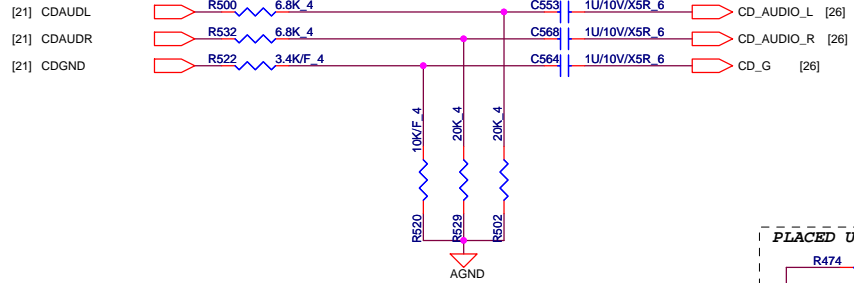 [21] CDAUDL R500 6.8K_4 C553 1U/10V/X5R_6 CD_AUDIO_L [26]
[21] CDAUDR R532 6.8K_4 C568 1U/10V/X5R_6 CD_AUDIO_R [26]
[21] CDGND R522 3.4K/F_4 C564 1U/10V/X5R_6 CD_G [26]
10K/F_4 20K_4 20K_4
R520 R529 R502
AGND
PLACED U
R474